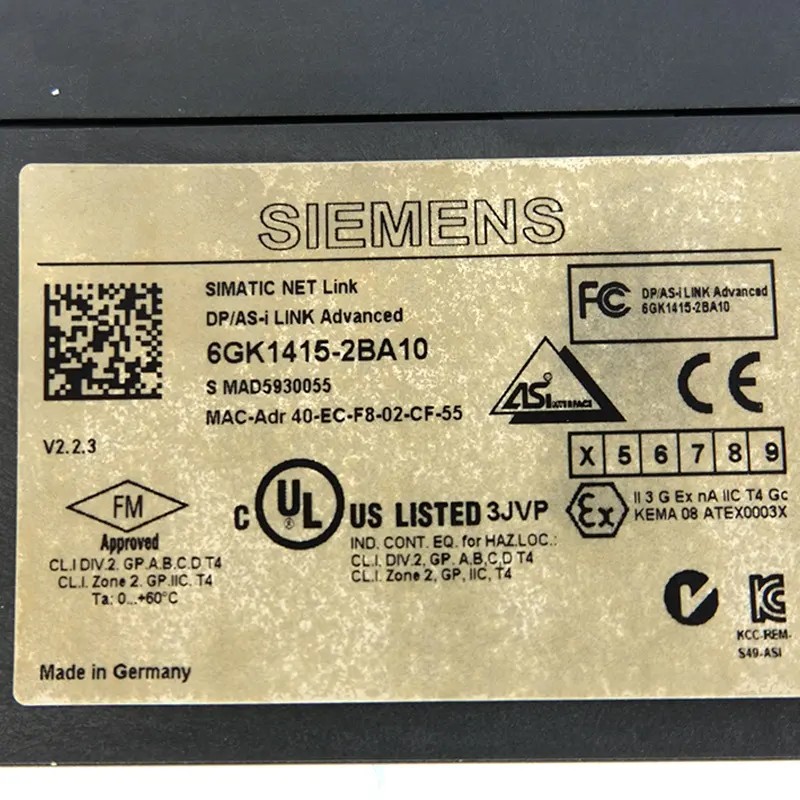 SIEMENS
SIMATIC NET Link
DP/AS-i LINK Advanced
6GK1415-2BA10
S MAD5930055
MAC-Adr 40-EC-F8-02-CF-55
V2.2.3
FC DP/AS-i LINK Advanced
6GK1415-2BA10
ASi INTERFACE
CE
X 5 6 7 8 9
FM
Approved
CL.I DIV.2. GP.A.B.C.D T4
CL.I. Zone 2. GP.IIC. T4
Ta: 0...+60°C
C UL ® US LISTED 3JVP
IND. CONT. EQ. for HAZ.LOC.:
CL.I. DIV.2, GP. A,B,C,D T4
CL.I. Zone 2, GP, IIC, T4
Ex II 3 G Ex nA IIC T4 Gc
KEMA 08 ATEX0003X
KCC-REM-
S49-ASI
Made in Germany